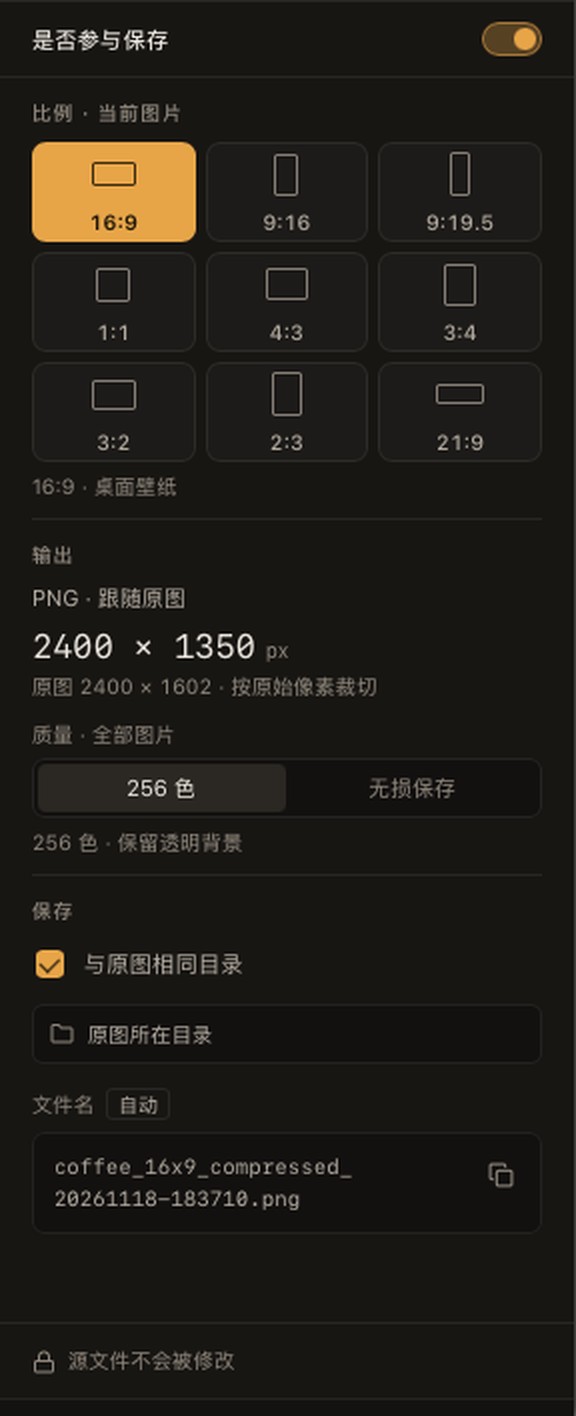 是否参与保存
比例 · 当前图片
16:9
9:16
9:19.5
1:1
4:3
3:4
3:2
2:3
21:9
16:9 · 桌面壁纸
输出
PNG · 跟随原图
2400 × 1350 px
原图 2400 × 1602 · 按原始像素裁切
质量 · 全部图片
256 色
无损保存
256 色 · 保留透明背景
保存
与原图相同目录
原图所在目录
文件名 自动
coffee_16x9_compressed_
20261118-183710.png
源文件不会被修改